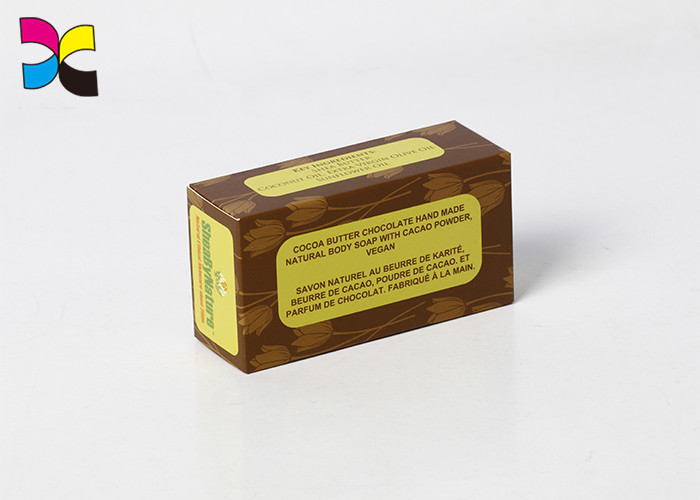 KEY INGREDIENTS:
SHEA BUTTER
COCONUT OIL, EXTRA VIRGIN OLIVE OIL
SUNFLOWER OIL
COCOA BUTTER CHOCOLATE HAND MADE
NATURAL BODY SOAP WITH CACAO POWDER,
VEGAN
SAVON NATUREL AU BEURRE DE KARITÉ,
BEURRE DE CACAO, POUDRE DE CACAO. ET
PARFUM DE CHOCOLAT. FABRIQUÉ À LA MAIN.
SheaByNature